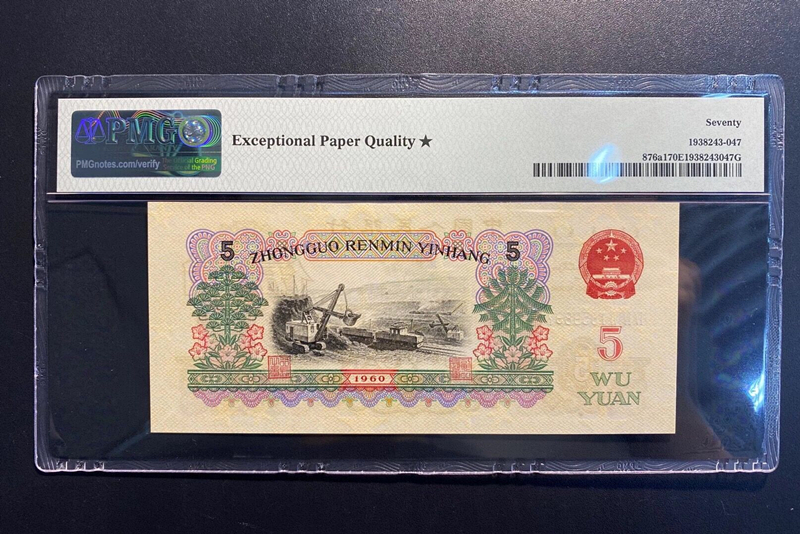 PMG
PMGnotes.com/verify
Exceptional Paper Quality ★
Seventy
1938243-047
876a170E1938243047G
5 ZHONGGUO RENMIN YINHANG 5
1960
5
WU
YUAN